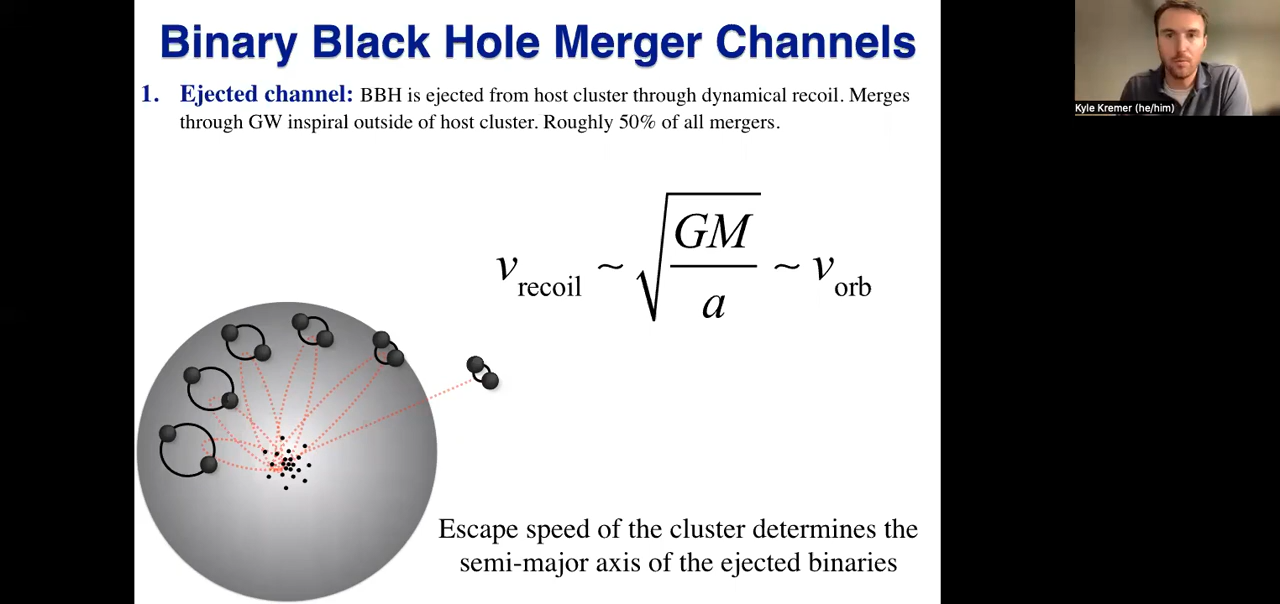 Binary Black Hole Merger Channels
1. Ejected channel: BBH is ejected from host cluster through dynamical recoil. Merges
through GW inspiral outside of host cluster. Roughly 50% of all mergers.
v_recoil ~ √(GM/a) ~ v_orb
Escape speed of the cluster determines the
semi-major axis of the ejected binaries
Kyle Kremer (he/him)